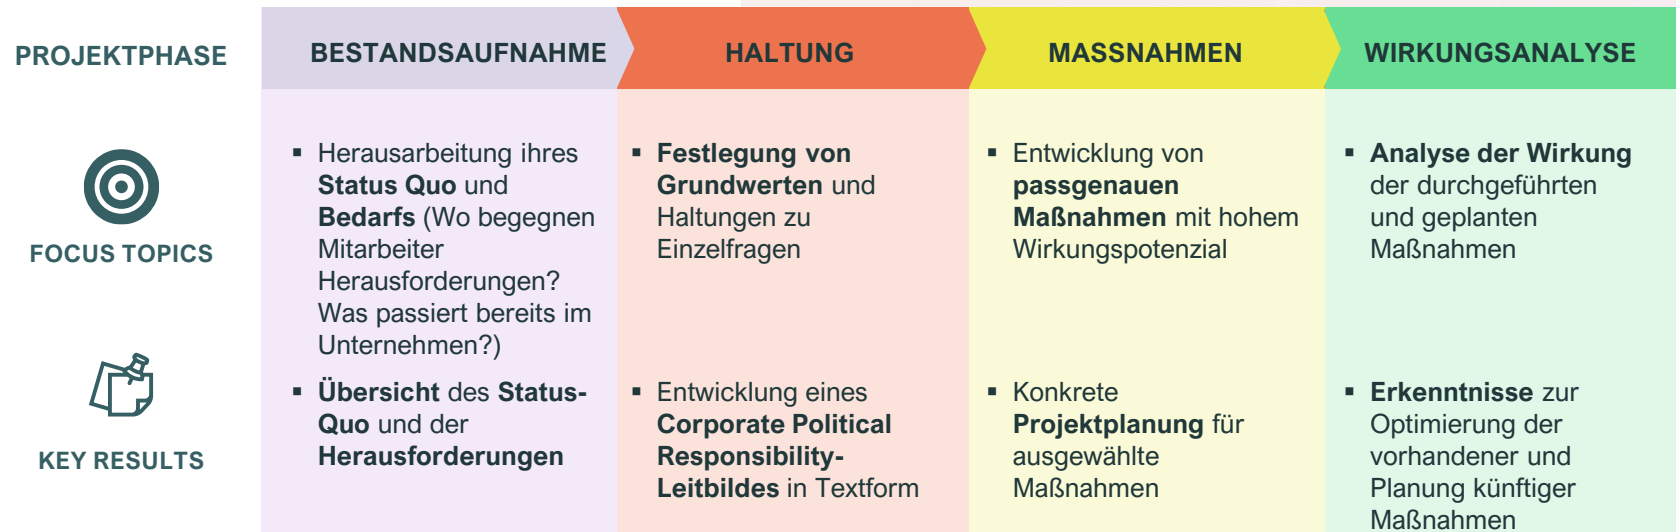 PROJEKTPHASE
BESTANDSAUFNAHME
HALTUNG
MASSNAHMEN
WIRKUNGSANALYSE
FOCUS TOPICS
▪ Herausarbeitung ihres
Status Quo und
Bedarfs (Wo begegnen
Mitarbeiter
Herausforderungen?
Was passiert bereits im
Unternehmen?)
▪ Festlegung von
Grundwerten und
Haltungen zu
Einzelfragen
▪ Entwicklung von
passgenauen
Maßnahmen mit hohem
Wirkungspotenzial
▪ Analyse der Wirkung
der durchgeführten
und geplanten
Maßnahmen
KEY RESULTS
▪ Übersicht des Status-
Quo und der
Herausforderungen
▪ Entwicklung eines
Corporate Political
Responsibility-
Leitbildes in Textform
▪ Konkrete
Projektplanung für
ausgewählte
Maßnahmen
▪ Erkenntnisse zur
Optimierung der
vorhandener und
Planung künftiger
Maßnahmen